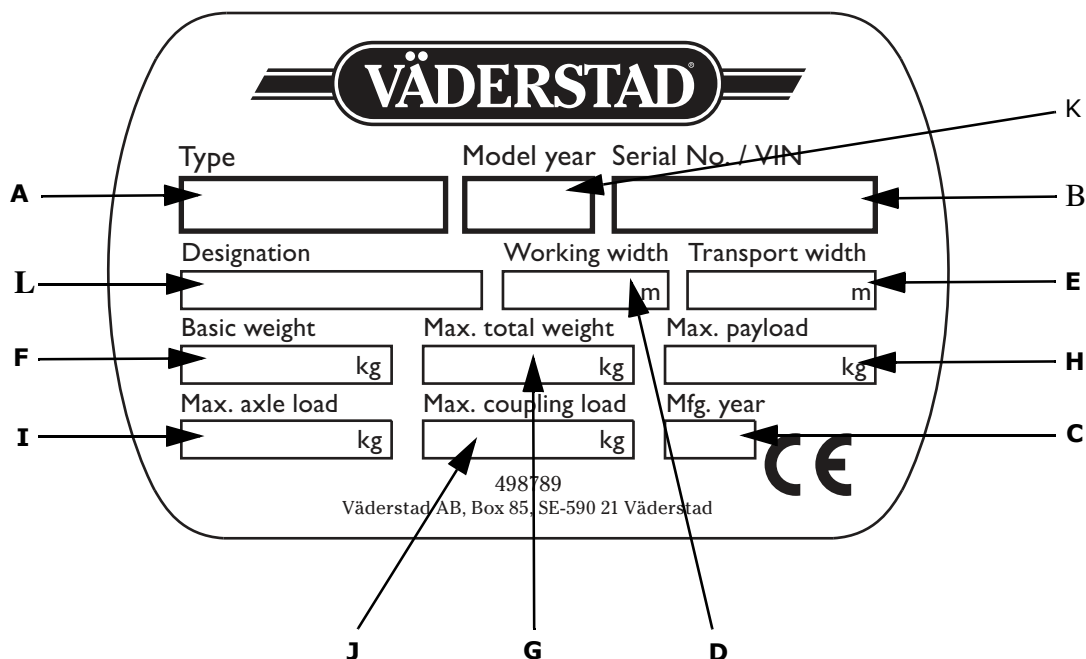 VÄDERSTAD®
K
Type Model year Serial No. / VIN
A B
Designation Working width Transport width
L m m E
Basic weight Max. total weight Max. payload
F kg kg kg H
Max. axle load Max. coupling load Mfg. year
I kg kg C
CE
498789
Väderstad AB, Box 85, SE-590 21 Väderstad
J G D